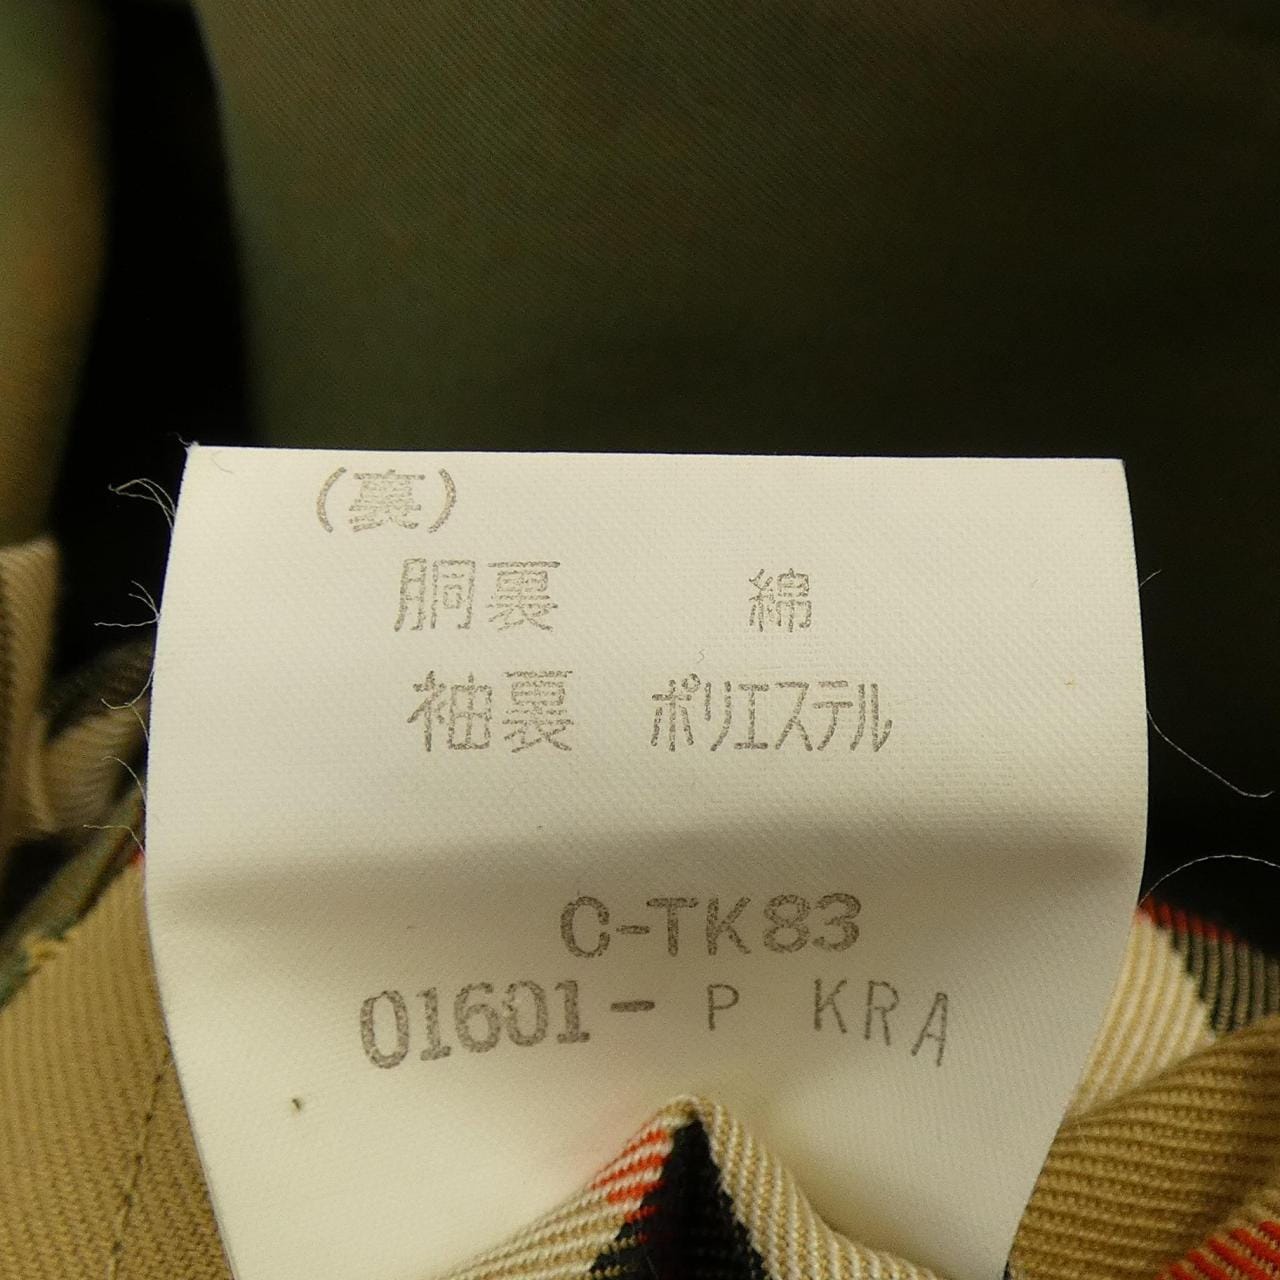 (裏)
胴裏 綿
袖裏 ポリエステル
C-TK83
01601- P KRA